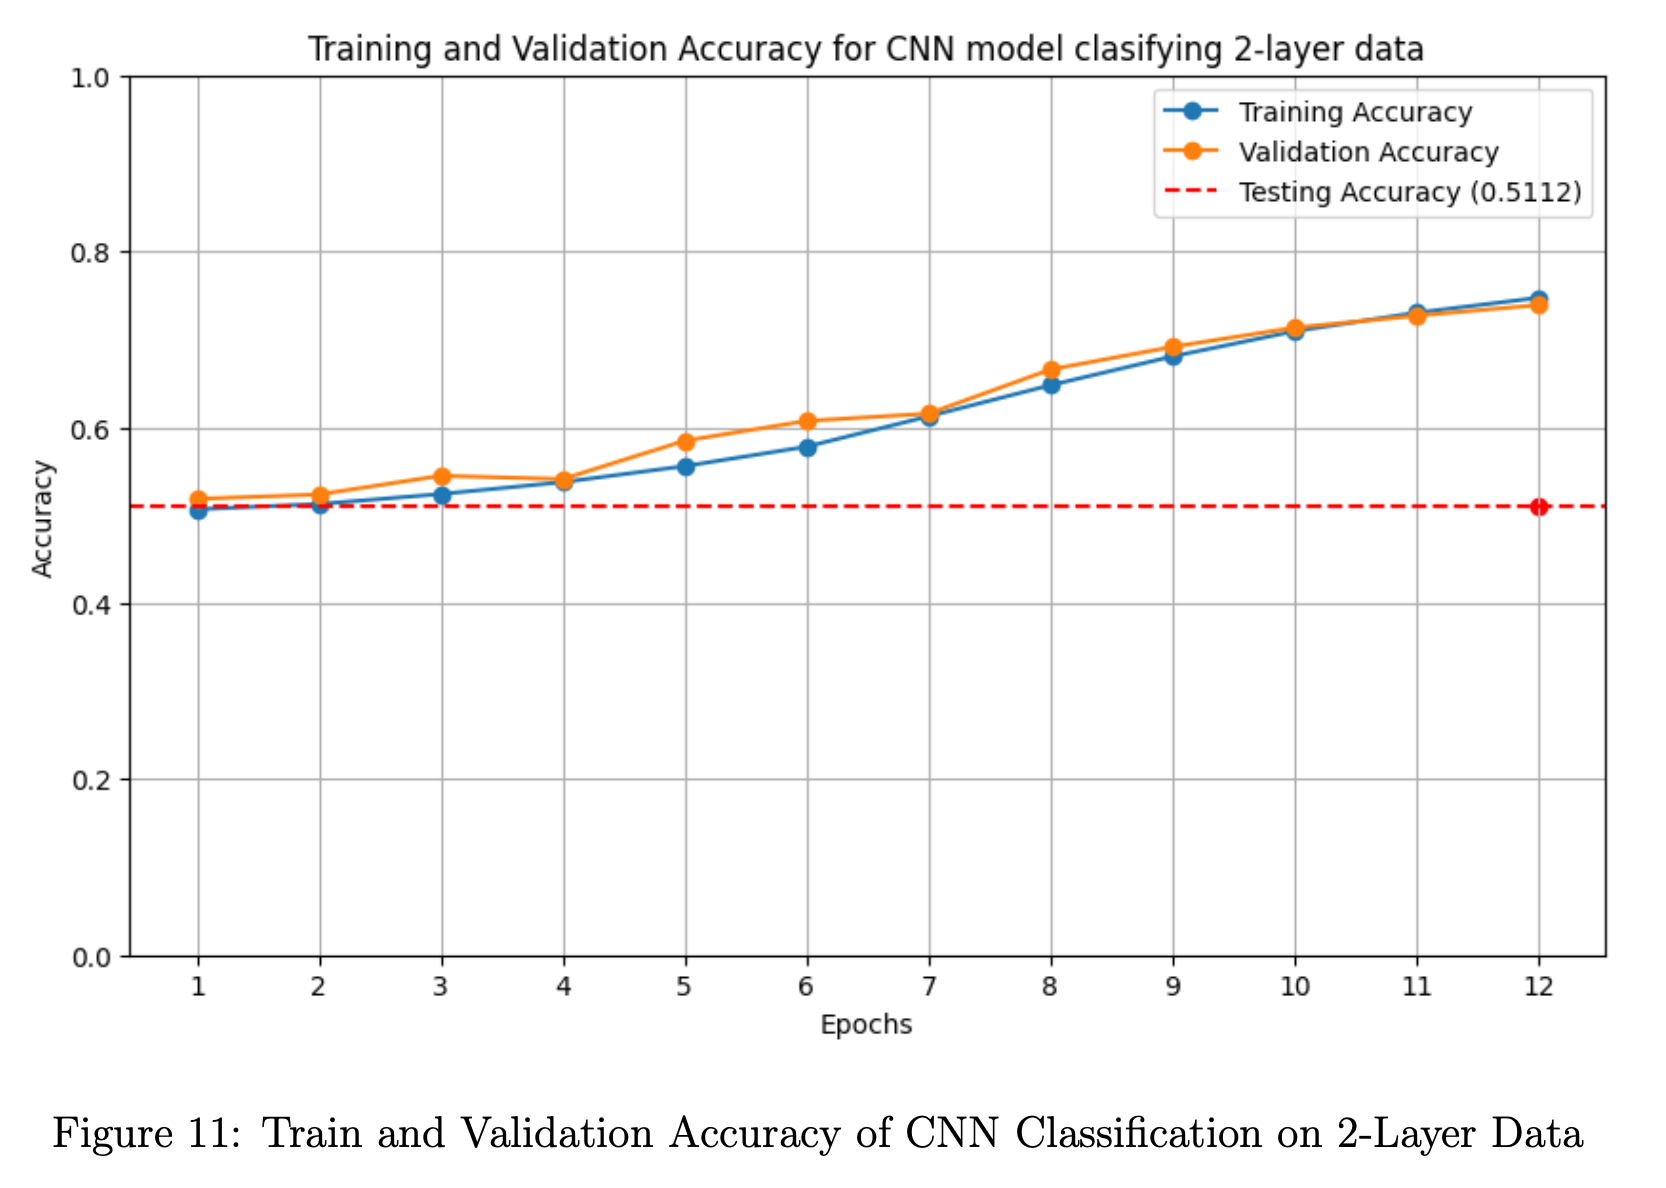 Training and Validation Accuracy for CNN model clasifying 2-layer data
1.0
0.8
0.6
0.4
0.2
0.0
Accuracy
Training Accuracy
Validation Accuracy
Testing Accuracy (0.5112)
1 2 3 4 5 6 7 8 9 10 11 12
Epochs
Figure 11: Train and Validation Accuracy of CNN Classification on 2-Layer Data